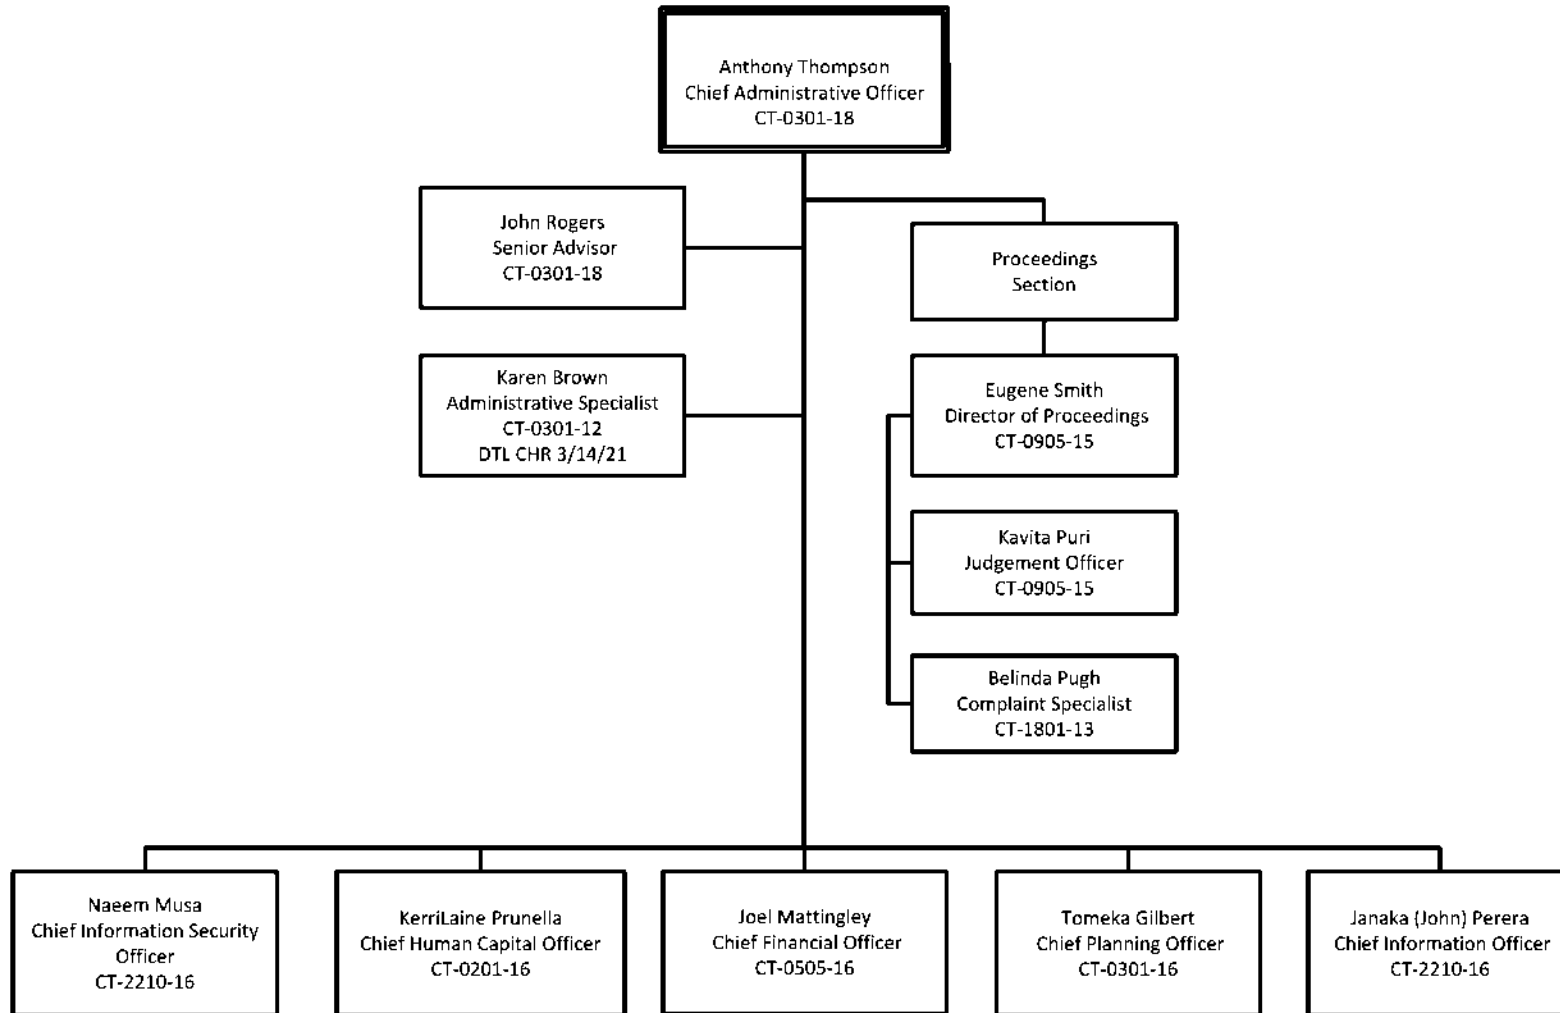 Anthony Thompson
Chief Administrative Officer
CT-0301-18
John Rogers
Senior Advisor
CT-0301-18
Proceedings
Section
Karen Brown
Administrative Specialist
CT-0301-12
DTL CHR 3/14/21
Eugene Smith
Director of Proceedings
CT-0905-15
Kavita Puri
Judgement Officer
CT-0905-15
Belinda Pugh
Complaint Specialist
CT-1801-13
Naeem Musa
Chief Information Security
Officer
CT-2210-16
KerriLaine Prunella
Chief Human Capital Officer
CT-0201-16
Joel Mattingley
Chief Financial Officer
CT-0505-16
Tomeka Gilbert
Chief Planning Officer
CT-0301-16
Janaka (John) Perera
Chief Information Officer
CT-2210-16